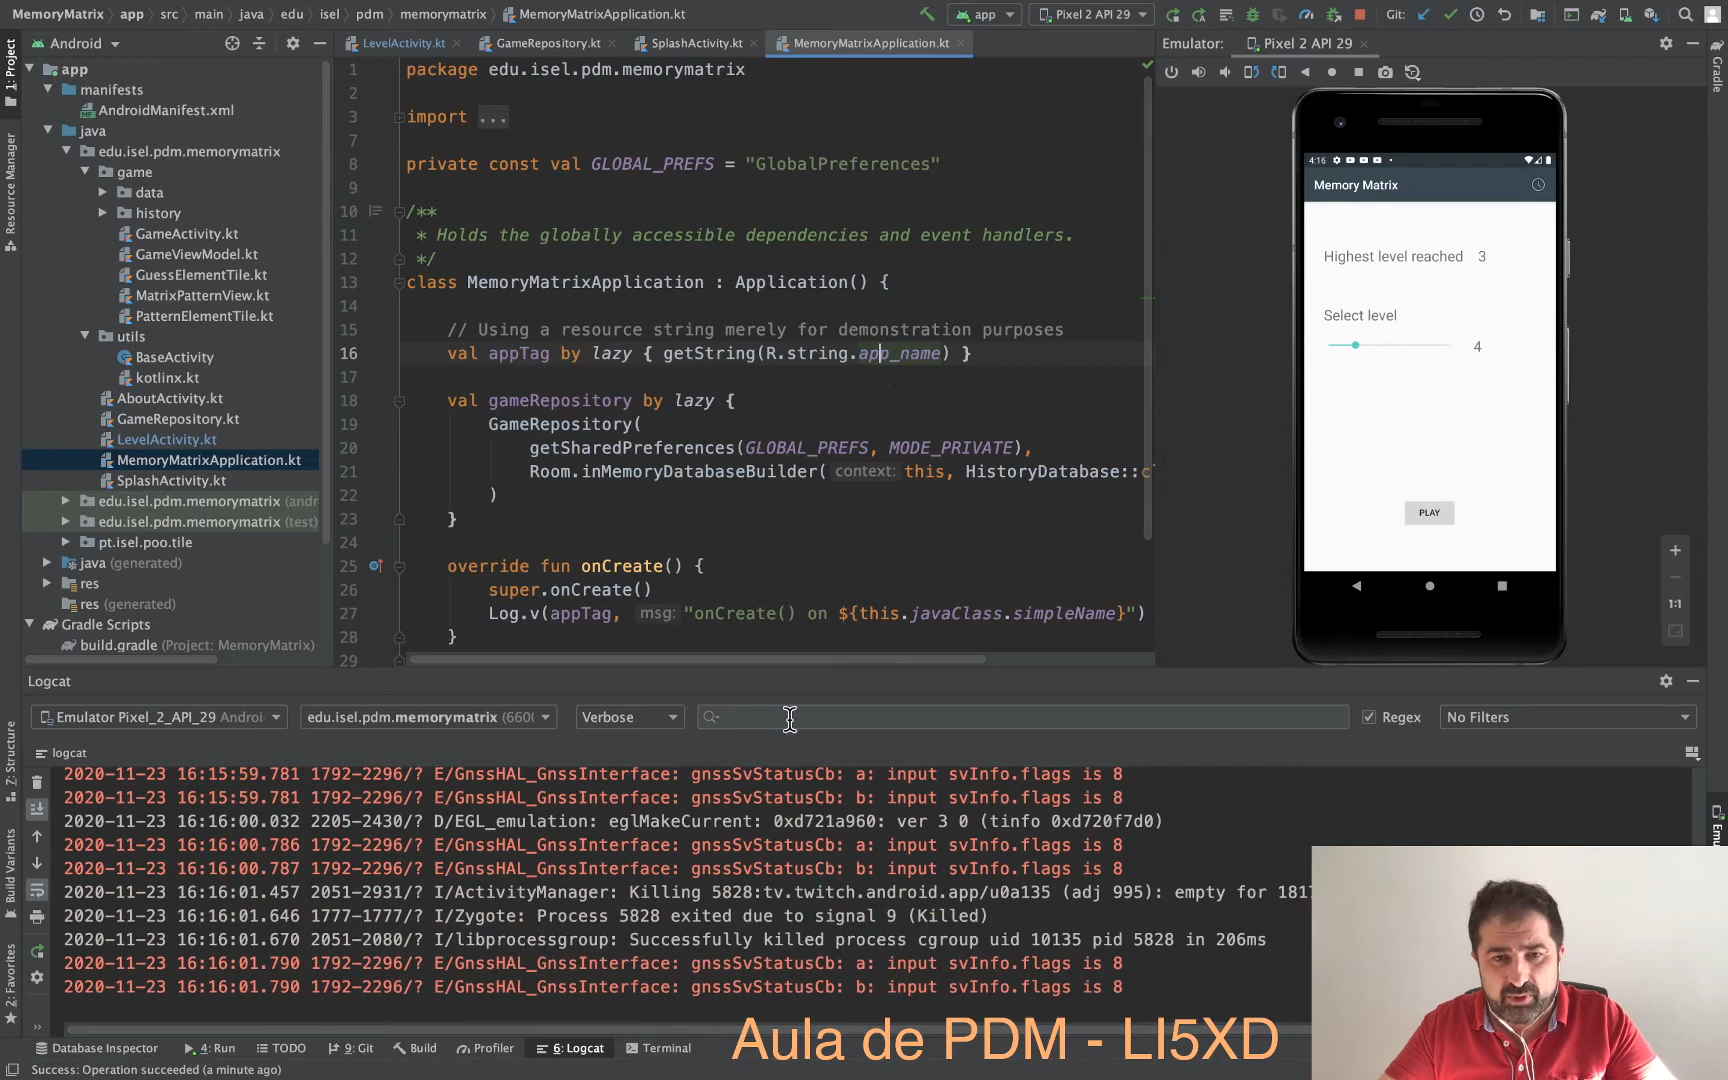 MemoryMatrix app src main java edu isel pdm memorymatrix MemoryMatrixApplication.kt app Pixel 2 API 29 Git:
Android LevelActivity.kt GameRepository.kt SplashActivity.kt MemoryMatrixApplication.kt Emulator: Pixel 2 API 29
1: Project
Resource Manager
Z: Structure
Build Variants
2: Favorites
Gradle
Emu
app
manifests
AndroidManifest.xml
java
edu.isel.pdm.memorymatrix
game
data
history
GameActivity.kt
GameViewModel.kt
GuessElementTile.kt
MatrixPatternView.kt
PatternElementTile.kt
utils
BaseActivity
kotlinx.kt
AboutActivity.kt
GameRepository.kt
LevelActivity.kt
MemoryMatrixApplication.kt
SplashActivity.kt
edu.isel.pdm.memorymatrix (andr
edu.isel.pdm.memorymatrix (test)
pt.isel.poo.tile
java (generated)
res
res (generated)
Gradle Scripts
build.gradle (Project: MemoryMatrix)
1 package edu.isel.pdm.memorymatrix
2
3 import ...
7
8 private const val GLOBAL_PREFS = "GlobalPreferences"
9
10 /**
11 * Holds the globally accessible dependencies and event handlers.
12 */
13 class MemoryMatrixApplication : Application() {
14
15 // Using a resource string merely for demonstration purposes
16 val appTag by lazy { getString(R.string.app_name) }
17
18 val gameRepository by lazy {
19 GameRepository(
20 getSharedPreferences(GLOBAL_PREFS, MODE_PRIVATE),
21 Room.inMemoryDatabaseBuilder( context: this, HistoryDatabase::cl
22 )
23 }
24
25 override fun onCreate() {
26 super.onCreate()
27 Log.v(appTag, msg: "onCreate() on ${this.javaClass.simpleName}")
28 }
29
4:16
Memory Matrix
Highest level reached 3
Select level
4
PLAY
1:1
Logcat
Emulator Pixel_2_API_29 Androi edu.isel.pdm.memorymatrix (660 Verbose Regex No Filters
logcat
2020-11-23 16:15:59.781 1792-2296/? E/GnssHAL_GnssInterface: gnssSvStatusCb: a: input svInfo.flags is 8
2020-11-23 16:15:59.781 1792-2296/? E/GnssHAL_GnssInterface: gnssSvStatusCb: b: input svInfo.flags is 8
2020-11-23 16:16:00.032 2205-2430/? D/EGL_emulation: eglMakeCurrent: 0xd721a960: ver 3 0 (tinfo 0xd720f7d0)
2020-11-23 16:16:00.786 1792-2296/? E/GnssHAL_GnssInterface: gnssSvStatusCb: a: input svInfo.flags is 8
2020-11-23 16:16:00.787 1792-2296/? E/GnssHAL_GnssInterface: gnssSvStatusCb: b: input svInfo.flags is 8
2020-11-23 16:16:01.457 2051-2931/? I/ActivityManager: Killing 5828:tv.twitch.android.app/u0a135 (adj 995): empty for 1817
2020-11-23 16:16:01.646 1777-1777/? I/Zygote: Process 5828 exited due to signal 9 (Killed)
2020-11-23 16:16:01.670 2051-2080/? I/libprocessgroup: Successfully killed process cgroup uid 10135 pid 5828 in 206ms
2020-11-23 16:16:01.790 1792-2296/? E/GnssHAL_GnssInterface: gnssSvStatusCb: a: input svInfo.flags is 8
2020-11-23 16:16:01.790 1792-2296/? E/GnssHAL_GnssInterface: gnssSvStatusCb: b: input svInfo.flags is 8
Aula de PDM - LI5XD
Database Inspector 4: Run TODO 9: Git Build Profiler 6: Logcat Terminal
Success: Operation succeeded (a minute ago)